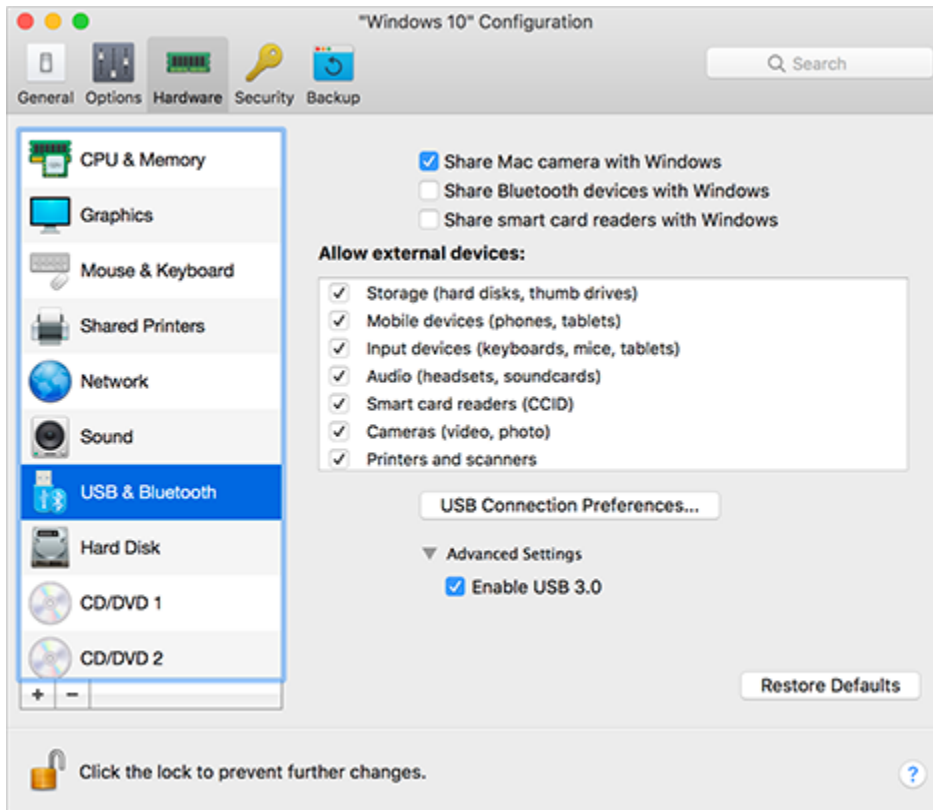 "Windows 10" Configuration
General Options Hardware Security Backup
Search
CPU & Memory
Graphics
Mouse & Keyboard
Shared Printers
Network
Sound
USB & Bluetooth
Hard Disk
CD/DVD 1
CD/DVD 2
+ −
Share Mac camera with Windows
Share Bluetooth devices with Windows
Share smart card readers with Windows
Allow external devices:
Storage (hard disks, thumb drives)
Mobile devices (phones, tablets)
Input devices (keyboards, mice, tablets)
Audio (headsets, soundcards)
Smart card readers (CCID)
Cameras (video, photo)
Printers and scanners
USB Connection Preferences...
Advanced Settings
Enable USB 3.0
Restore Defaults
Click the lock to prevent further changes.
?